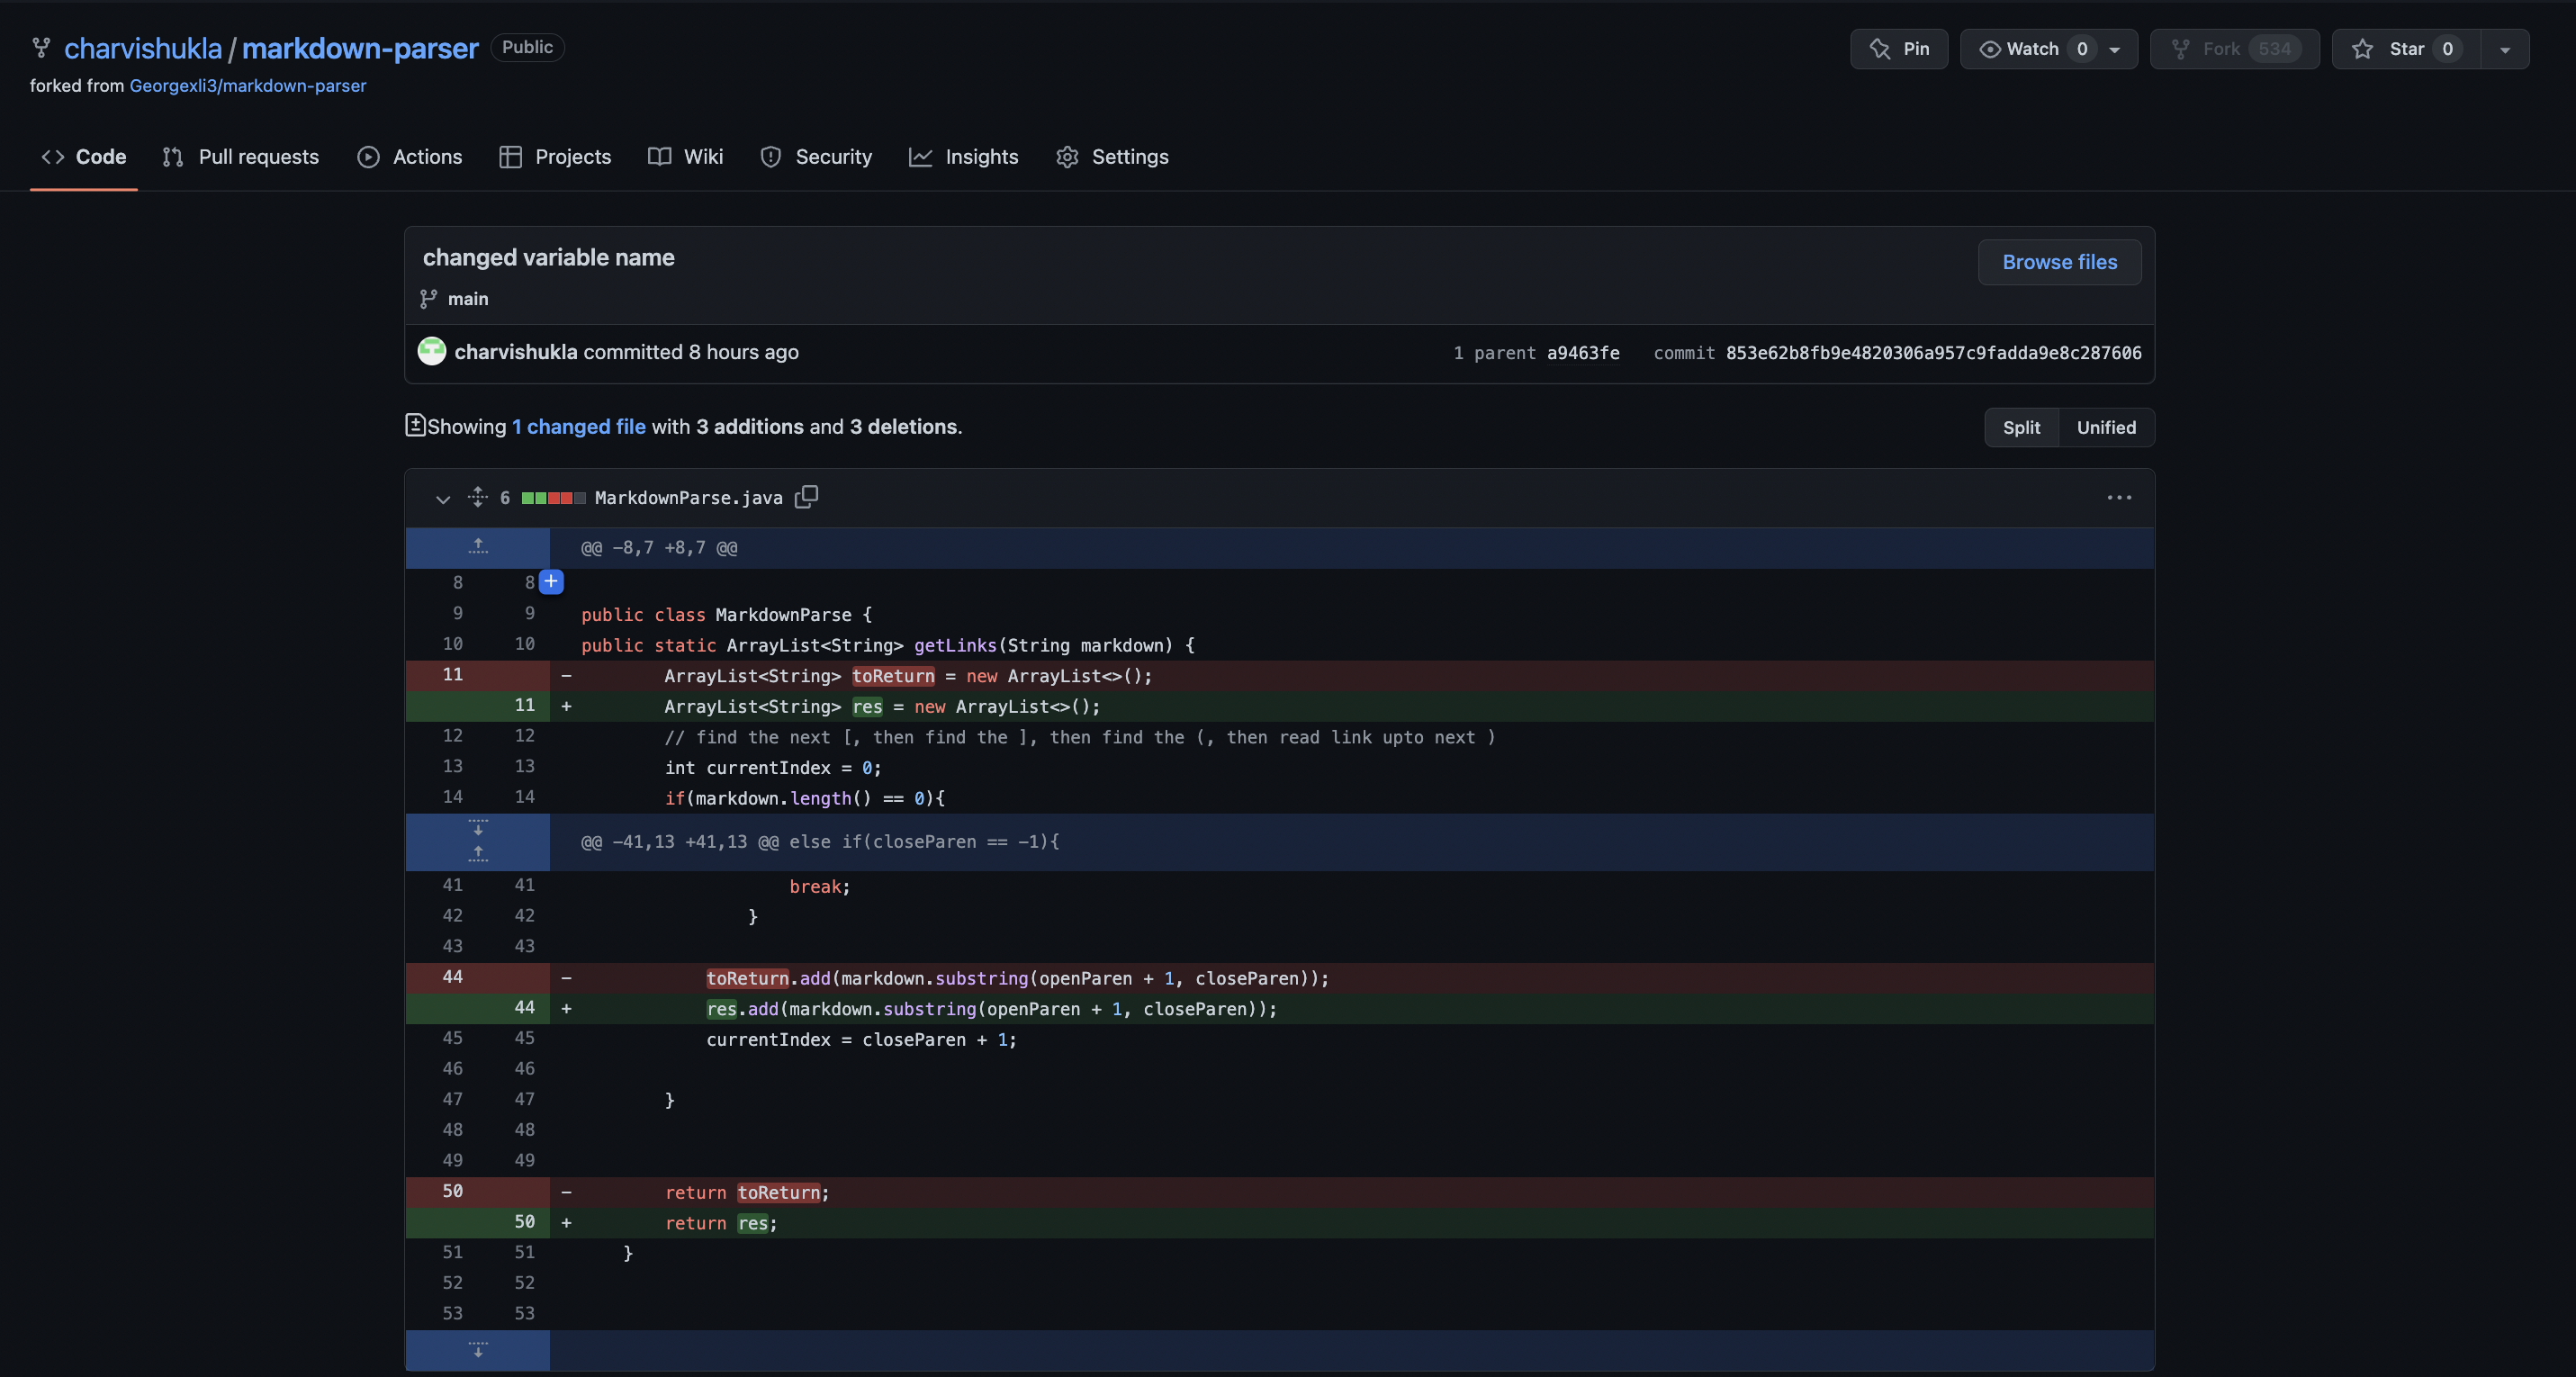 charvishukla / markdown-parser Public
Pin Watch 0 Fork 534 Star 0
forked from Georgexli3/markdown-parser
Code Pull requests Actions Projects Wiki Security Insights Settings
changed variable name
Browse files
main
charvishukla committed 8 hours ago 1 parent a9463fe commit 853e62b8fb9e4820306a957c9fadda9e8c287606
Showing 1 changed file with 3 additions and 3 deletions.
Split Unified
6 MarkdownParse.java
@@ -8,7 +8,7 @@
8 8 +
9 9 public class MarkdownParse {
10 10 public static ArrayList<String> getLinks(String markdown) {
11 - ArrayList<String> toReturn = new ArrayList<>();
11 + ArrayList<String> res = new ArrayList<>();
12 12 // find the next [, then find the ], then find the (, then read link upto next )
13 13 int currentIndex = 0;
14 14 if(markdown.length() == 0){
@@ -41,13 +41,13 @@ else if(closeParen == -1){
41 41 break;
42 42 }
43 43
44 - toReturn.add(markdown.substring(openParen + 1, closeParen));
44 + res.add(markdown.substring(openParen + 1, closeParen));
45 45 currentIndex = closeParen + 1;
46 46
47 47 }
48 48
49 49
50 - return toReturn;
50 + return res;
51 51 }
52 52
53 53